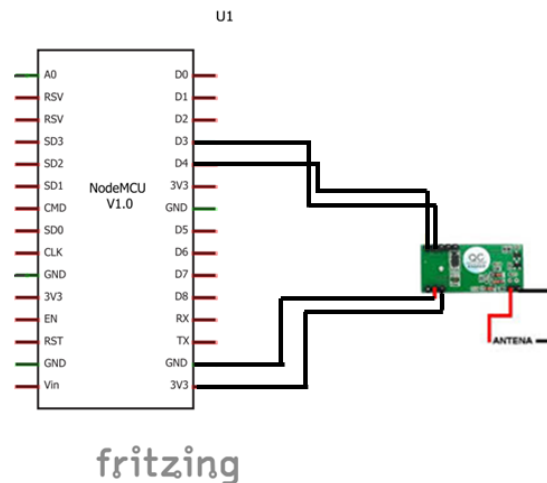 U1
A0
RSV
RSV
SD3
SD2
SD1
CMD
SD0
CLK
GND
3V3
EN
RST
GND
Vin
NodeMCU
V1.0
D0
D1
D2
D3
D4
3V3
GND
D5
D6
D7
D8
RX
TX
GND
3V3
QC
ANTENA
fritzing